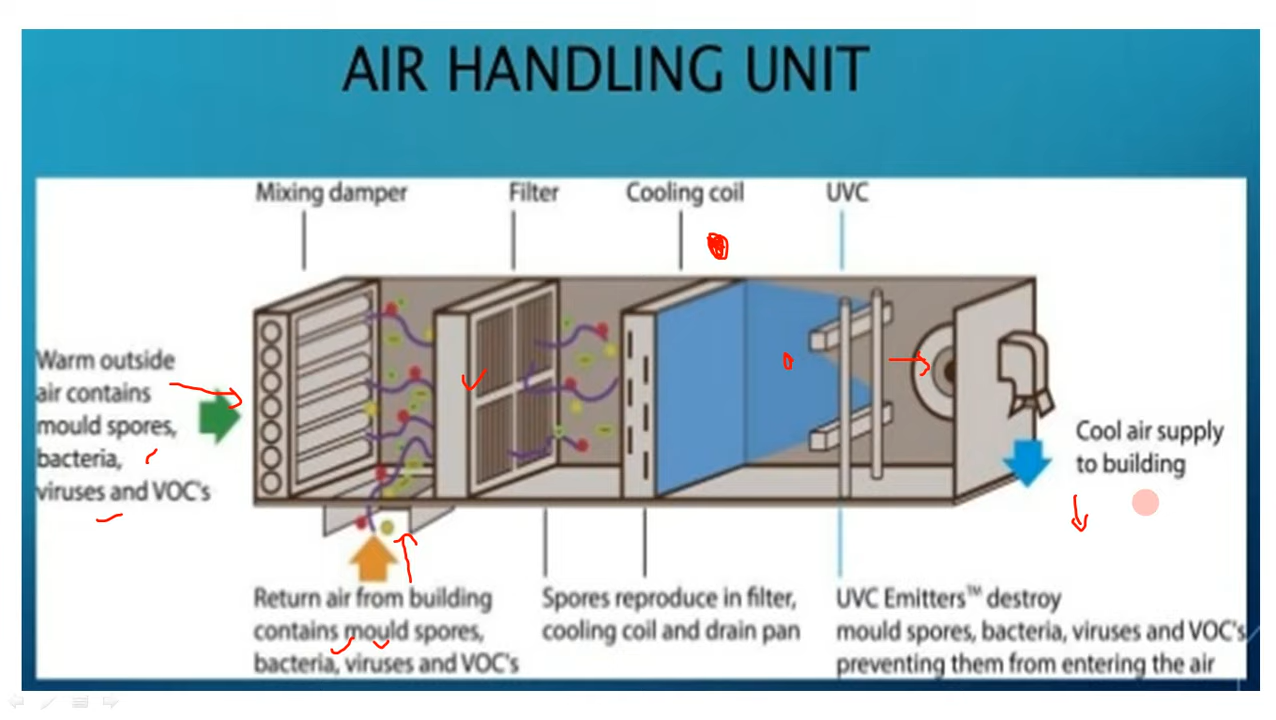 AIR HANDLING UNIT
Mixing damper
Filter
Cooling coil
UVC
Warm outside
air contains
mould spores,
bacteria,
viruses and VOC's
Cool air supply
to building
Return air from building
contains mould spores,
bacteria, viruses and VOC's
Spores reproduce in filter,
cooling coil and drain pan
UVC Emitters™ destroy
mould spores, bacteria, viruses and VOC's
preventing them from entering the air